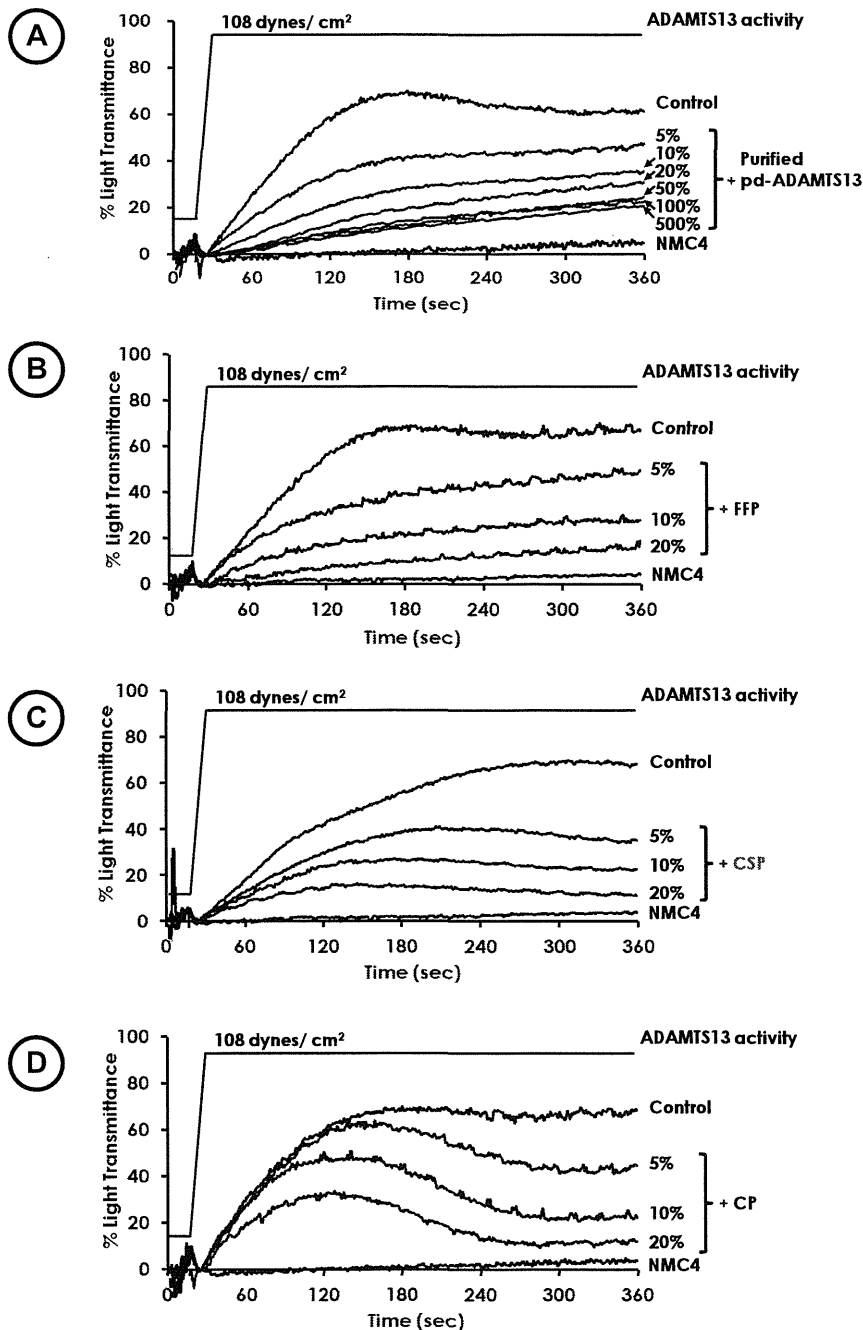 A
% Light Transmittance
100
80
60
40
20
0
108 dynes/ cm²
ADAMTS13 activity
Control
5%
10%
20%
50%
100%
500%
Purified
+ pd-ADAMTS13
NMC4
0 60 120 180 240 300 360
Time (sec)
B
% Light Transmittance
100
80
60
40
20
0
108 dynes/ cm²
ADAMTS13 activity
Control
5%
10%
20%
+ FFP
NMC4
0 60 120 180 240 300 360
Time (sec)
C
% Light Transmittance
100
80
60
40
20
0
108 dynes/ cm²
ADAMTS13 activity
Control
5%
10%
20%
+ CSP
NMC4
0 60 120 180 240 300 360
Time (sec)
D
% Light Transmittance
100
80
60
40
20
0
108 dynes/ cm²
ADAMTS13 activity
Control
5%
10%
20%
+ CP
NMC4
0 60 120 180 240 300 360
Time (sec)